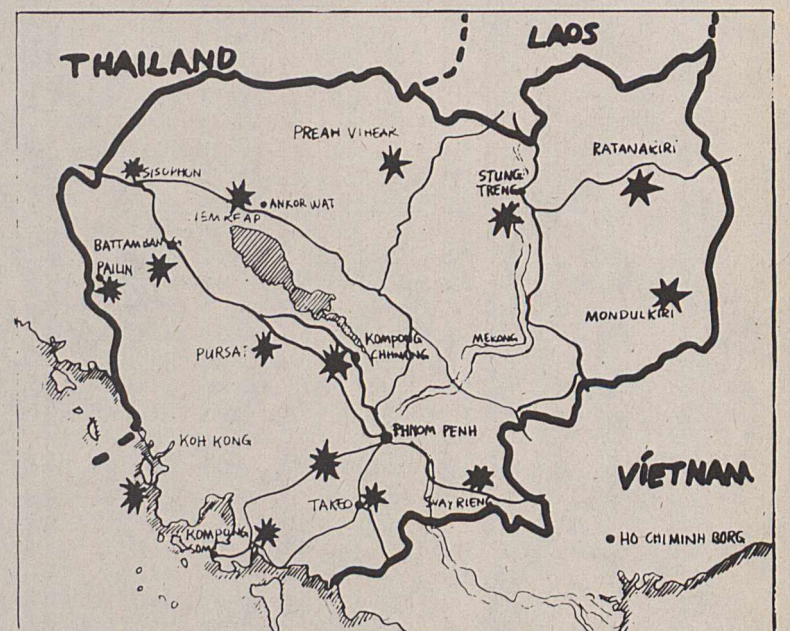 THAILAND
LAOS
PREAH VIHEAR
RATANAKIRI
SISOPHON
STUNG
TRENG
ANKOR WAT
BATTAMBANG
PAILIN
MONDULKIRI
MEKONG
PURSAT
KOMPONG
CHHNANG
KOH KONG
PHNOM PENH
VIETNAM
TAKEO
SVAY RIENG
KOMPONG
SOM
HO CHI MINH BORG